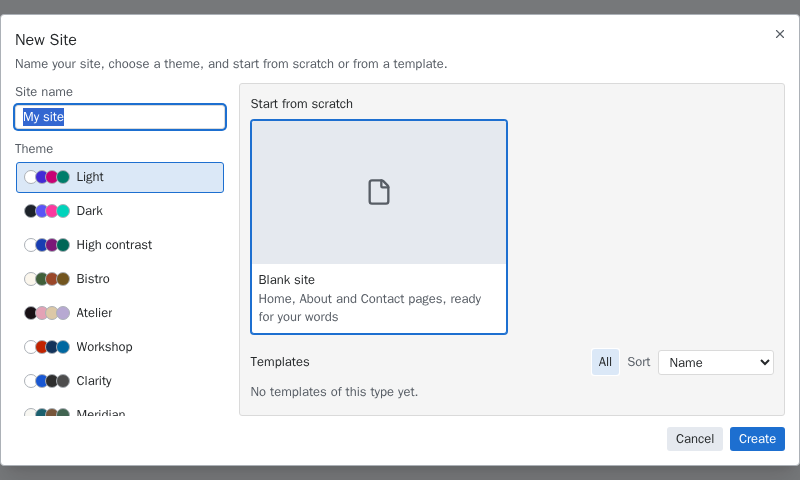 New Site
Name your site, choose a theme, and start from scratch or from a template.
Site name
My site
Theme
Light
Dark
High contrast
Bistro
Atelier
Workshop
Clarity
Meridian
Start from scratch
Blank site
Home, About and Contact pages, ready
for your words
Templates
All
Sort
Name
No templates of this type yet.
Cancel
Create